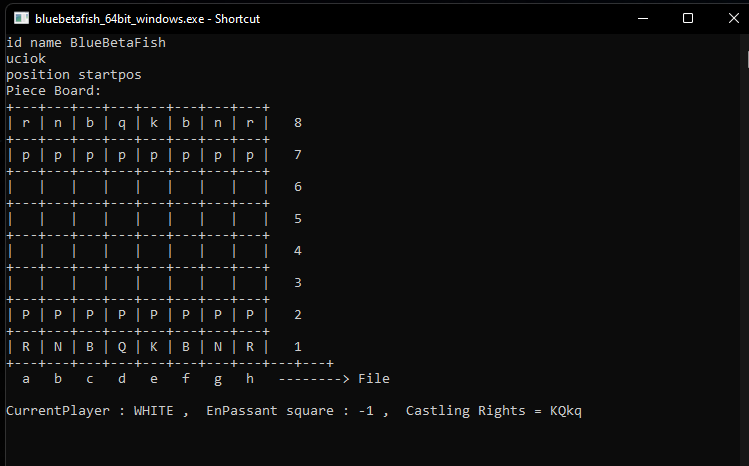 bluebetafish_64bit_windows.exe - Shortcut
id name BlueBetaFish
uciok
position startpos
Piece Board:
+---+---+---+---+---+---+---+---+
| r | n | b | q | k | b | n | r |   8
+---+---+---+---+---+---+---+---+
| p | p | p | p | p | p | p | p |   7
+---+---+---+---+---+---+---+---+
|   |   |   |   |   |   |   |   |   6
+---+---+---+---+---+---+---+---+
|   |   |   |   |   |   |   |   |   5
+---+---+---+---+---+---+---+---+
|   |   |   |   |   |   |   |   |   4
+---+---+---+---+---+---+---+---+
|   |   |   |   |   |   |   |   |   3
+---+---+---+---+---+---+---+---+
| P | P | P | P | P | P | P | P |   2
+---+---+---+---+---+---+---+---+
| R | N | B | Q | K | B | N | R |   1
+---+---+---+---+---+---+---+---+---+---+
  a   b   c   d   e   f   g   h   --------> File
CurrentPlayer : WHITE ,  EnPassant square : -1 ,  Castling Rights = KQkq